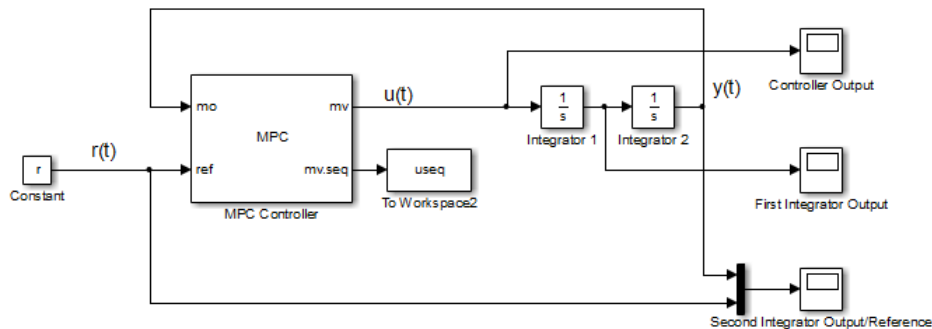 Controller Output
mo
mv
u(t)
1
s
Integrator 1
1
s
Integrator 2
y(t)
MPC
r(t)
r
Constant
ref
mv.seq
MPC Controller
useq
To Workspace2
First Integrator Output
Second Integrator Output/Reference